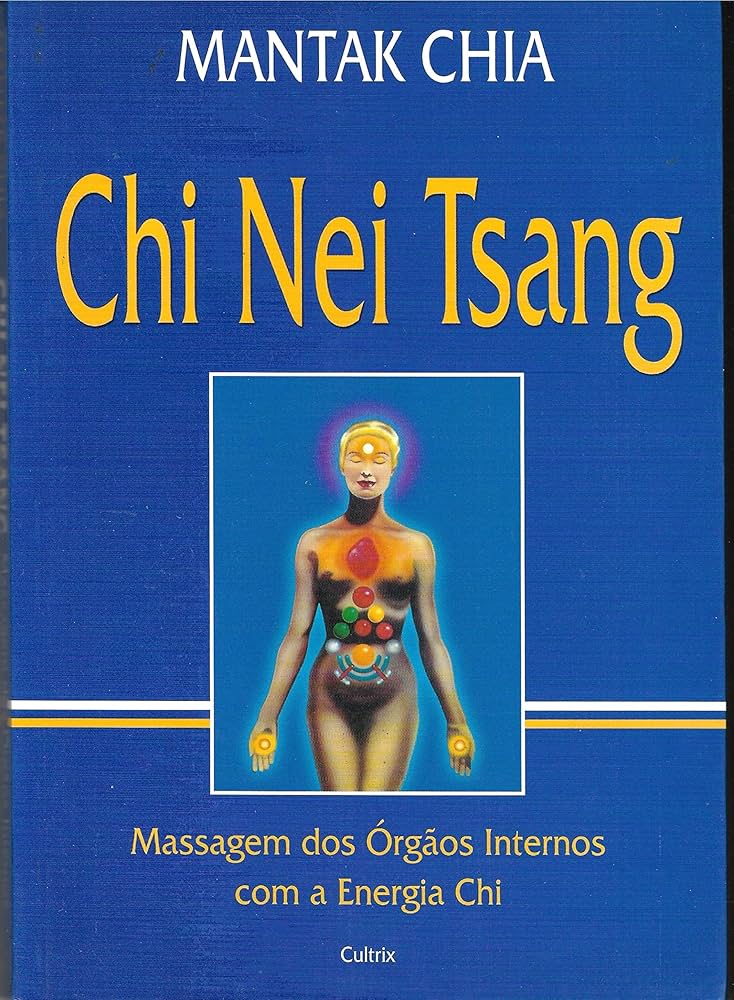 MANTAK CHIA
Chi Nei Tsang
Massagem dos Órgãos Internos
com a Energia Chi
Cultrix